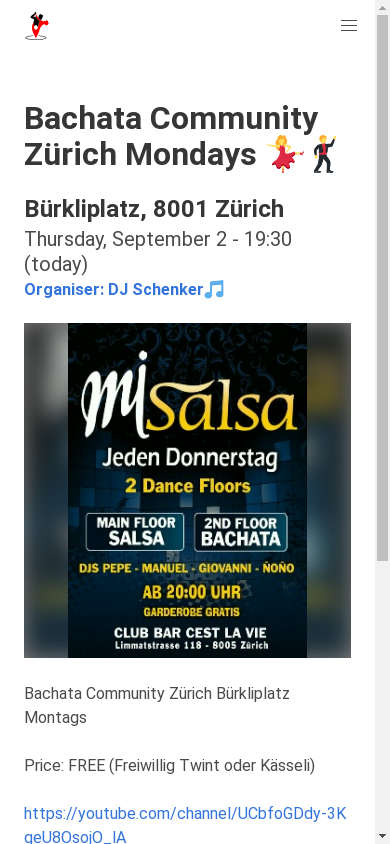 Bachata Community
Zürich Mondays 💃🕺
Bürkliplatz, 8001 Zürich
Thursday, September 2 - 19:30
(today)
Organiser: DJ Schenker🎵
mi Salsa
Jeden Donnerstag
2 Dance Floors
MAIN FLOOR
SALSA
2ND FLOOR
BACHATA
DJS PEPE - MANUEL - GIOVANNI - ÑOÑO
AB 20:00 UHR
GARDEROBE GRATIS
CLUB BAR CEST LA VIE
Limmatstrasse 118 - 8005 Zürich
Bachata Community Zürich Bürkliplatz
Montags
Price: FREE (Freiwillig Twint oder Kässeli)
https://youtube.com/channel/UCbfoGDdy-3K
qeU8OsojO_lA